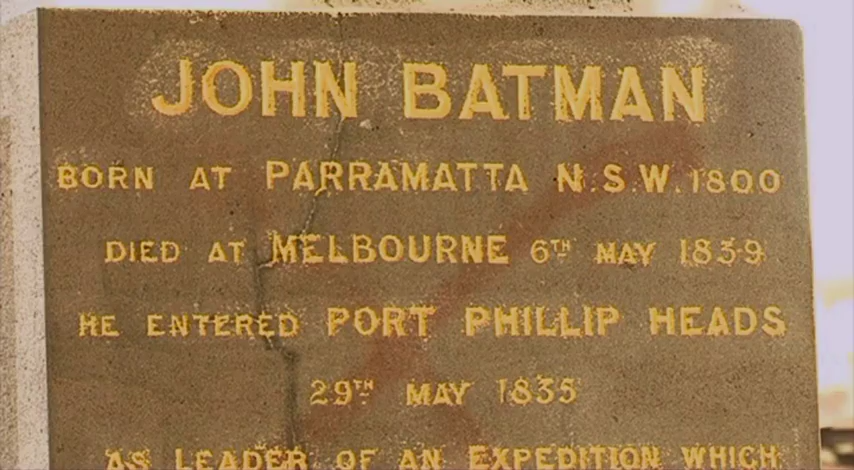 JOHN BATMAN
BORN AT PARRAMATTA N.S.W. 1800
DIED AT MELBOURNE 6TH MAY 1839
HE ENTERED PORT PHILLIP HEADS
29TH MAY 1835
AS LEADER OF AN EXPEDITION WHICH